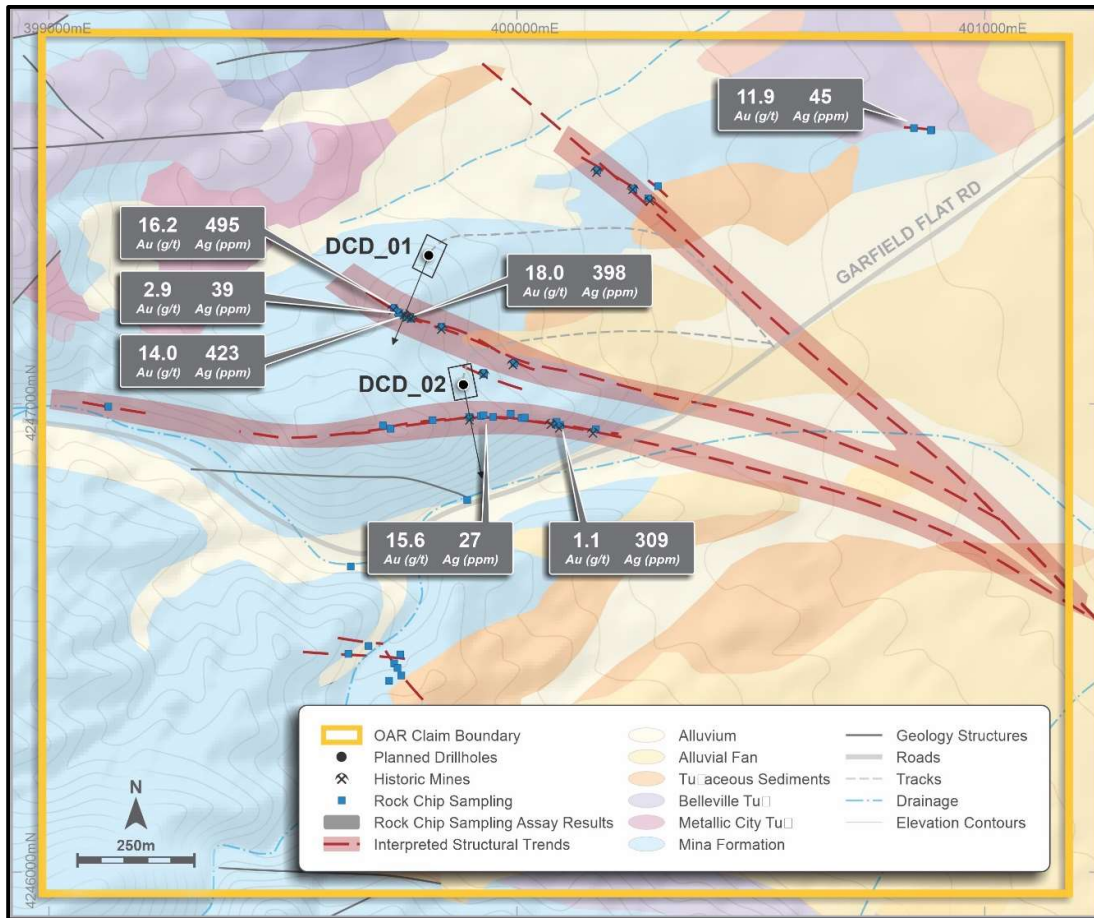 399000mE 400000mE 401000mE
11.9 45
Au (g/t) Ag (ppm)
GARFIELD FLAT RD
16.2 495
Au (g/t) Ag (ppm)
DCD_01
18.0 398
Au (g/t) Ag (ppm)
2.9 39
Au (g/t) Ag (ppm)
14.0 423
Au (g/t) Ag (ppm)
DCD_02
4247000mN
15.6 27
Au (g/t) Ag (ppm)
1.1 309
Au (g/t) Ag (ppm)
OAR Claim Boundary
Planned Drillholes
Historic Mines
Rock Chip Sampling
Rock Chip Sampling Assay Results
Interpreted Structural Trends
Alluvium
Alluvial Fan
Tu□aceous Sediments
Belleville Tu□
Metallic City Tu□
Mina Formation
Geology Structures
Roads
Tracks
Drainage
Elevation Contours
N
250m
4246000mN